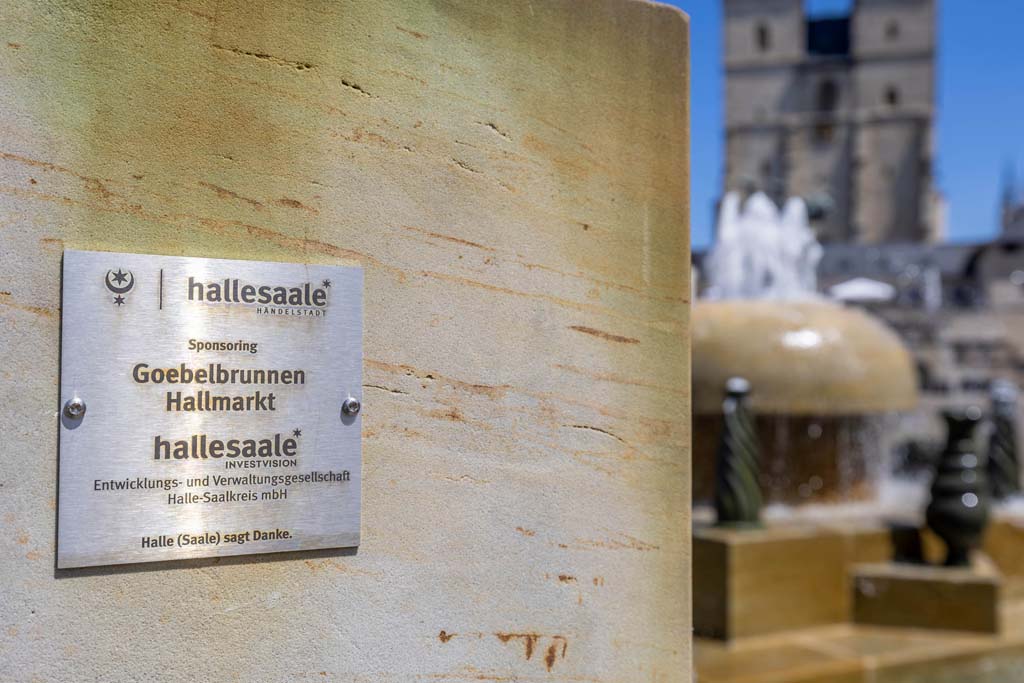 hallesaale*
HÄNDELSTADT
Sponsoring
Goebelbrunnen
Hallmarkt
hallesaale*
INVESTVISION
Entwicklungs- und Verwaltungsgesellschaft
Halle-Saalkreis mbH
Halle (Saale) sagt Danke.